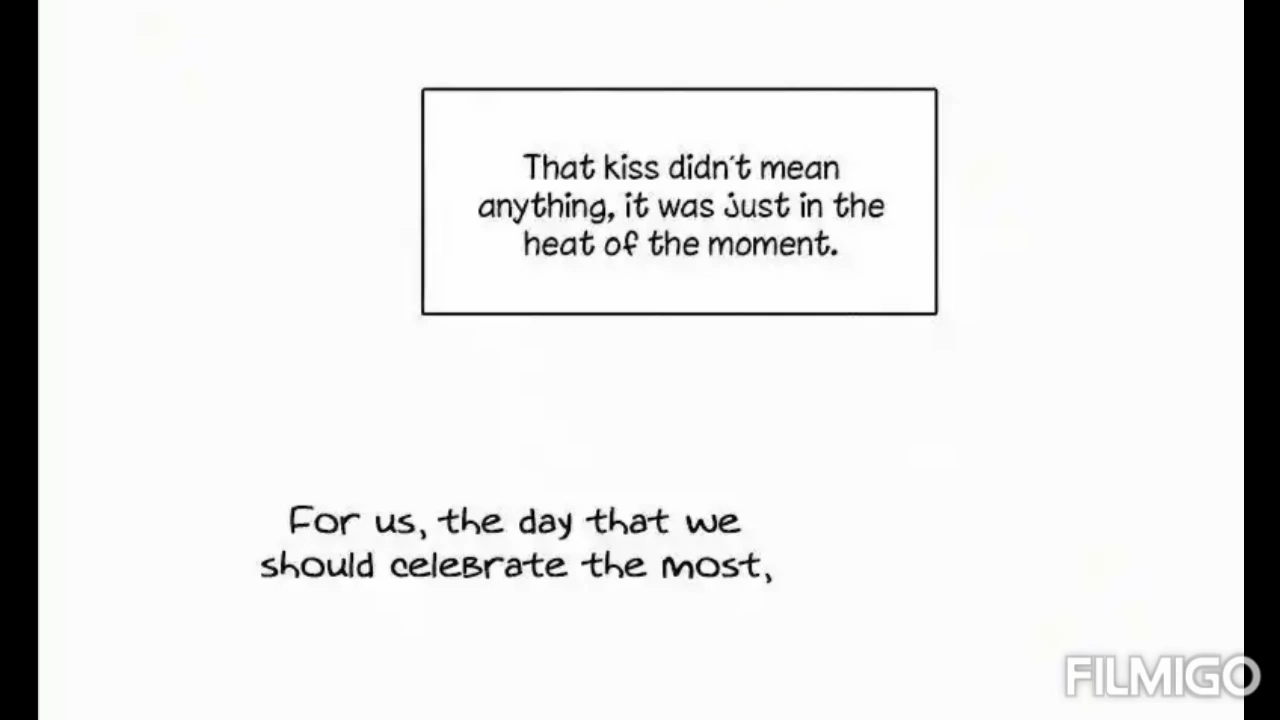 That kiss didn't mean
anything, it was just in the
heat of the moment.
For us, the day that we
should celebrate the most,
FILMIGO